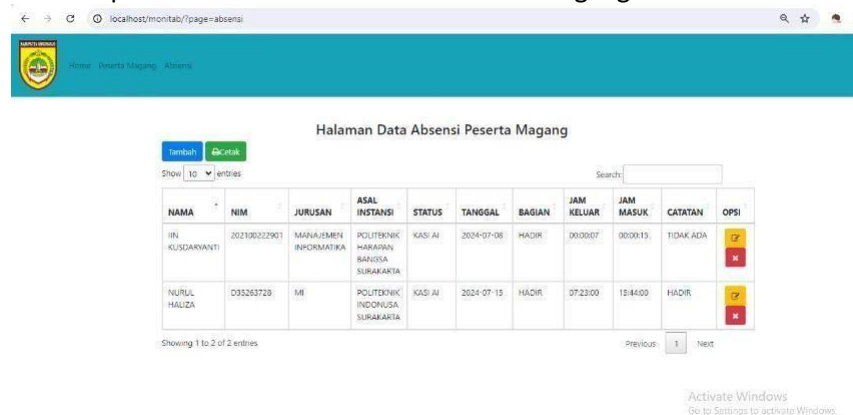 localhost/monitab/?page=absensi
Home Peserta Magang Absensi
Halaman Data Absensi Peserta Magang
Tambah Cetak
Show 10 entries Search:
NAMA NIM JURUSAN ASAL INSTANSI STATUS TANGGAL BAGIAN JAM KELUAR JAM MASUK CATATAN OPSI
IIN KUSDARYANTI 202100222901 MANAJEMEN INFORMATIKA POLITEKNIK HARAPAN BANGSA SURAKARTA KASI AI 2024-07-08 HADIR 00:00:07 00:00:15 TIDAK ADA
NURUL HALIZA D35263728 MI POLITEKNIK INDONUSA SURAKARTA KASI AI 2024-07-15 HADIR 07:23:00 15:44:00 HADIR
Showing 1 to 2 of 2 entries Previous 1 Next
Activate Windows
Go to Settings to activate Windows.